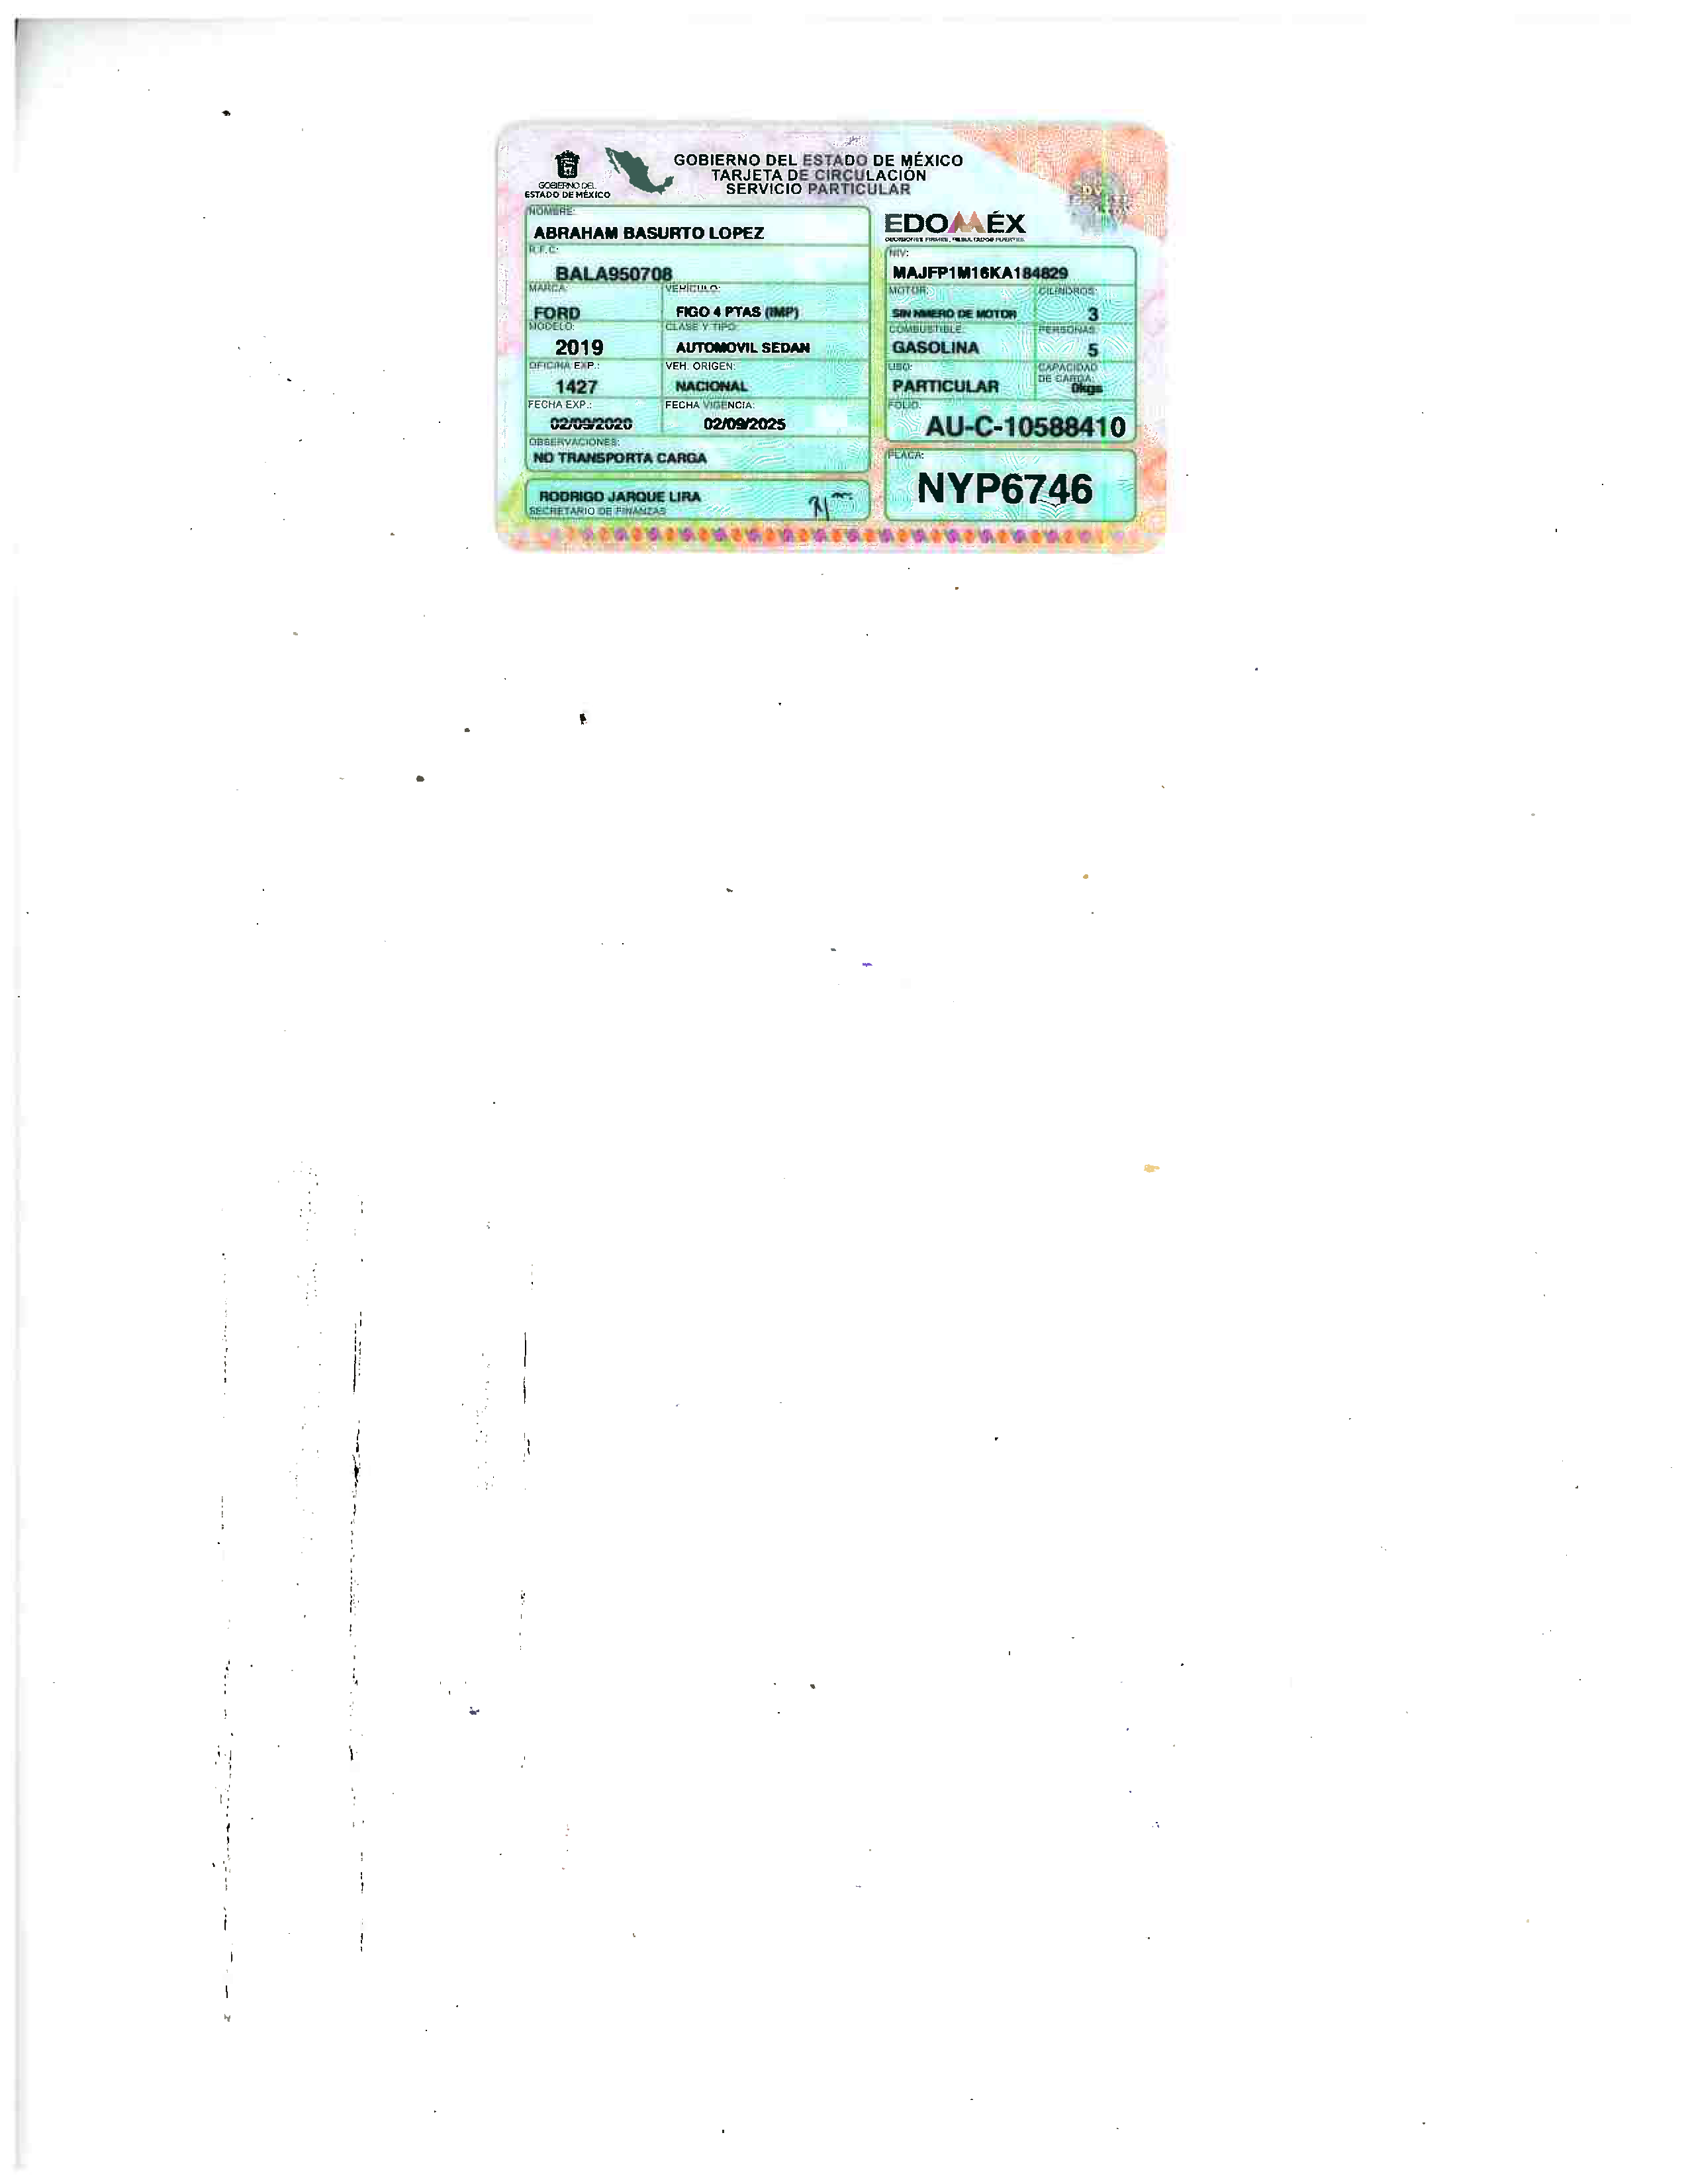 GOBIERNO DEL
ESTADO DE MÉXICO
GOBIERNO DEL ESTADO DE MÉXICO
TARJETA DE CIRCULACIÓN
SERVICIO PARTICULAR
NOMBRE:
ABRAHAM BASURTO LOPEZ
R.F.C:
BALA950708
MARCA: VEHICULO:
FORD FIGO 4 PTAS (IMP)
MODELO: CLASE Y TIPO:
2019 AUTOMOVIL SEDAN
OFICINA EXP.: VEH. ORIGEN:
1427 NACIONAL
FECHA EXP.: FECHA VIGENCIA:
02/09/2020 02/09/2025
OBSERVACIONES:
NO TRANSPORTA CARGA
RODRIGO JARQUE LIRA
SECRETARIO DE FINANZAS
EDOMÉX
DECISIONES FIRMES, RESULTADOS FUERTES.
NIV:
MAJFP1M16KA184829
MOTOR: CILINDROS:
SIN NMERO DE MOTOR 3
COMBUSTIBLE: PERSONAS:
GASOLINA 5
USO: CAPACIDAD DE CARGA:
PARTICULAR 0kgs
FOLIO:
AU-C-10588410
PLACA:
NYP6746